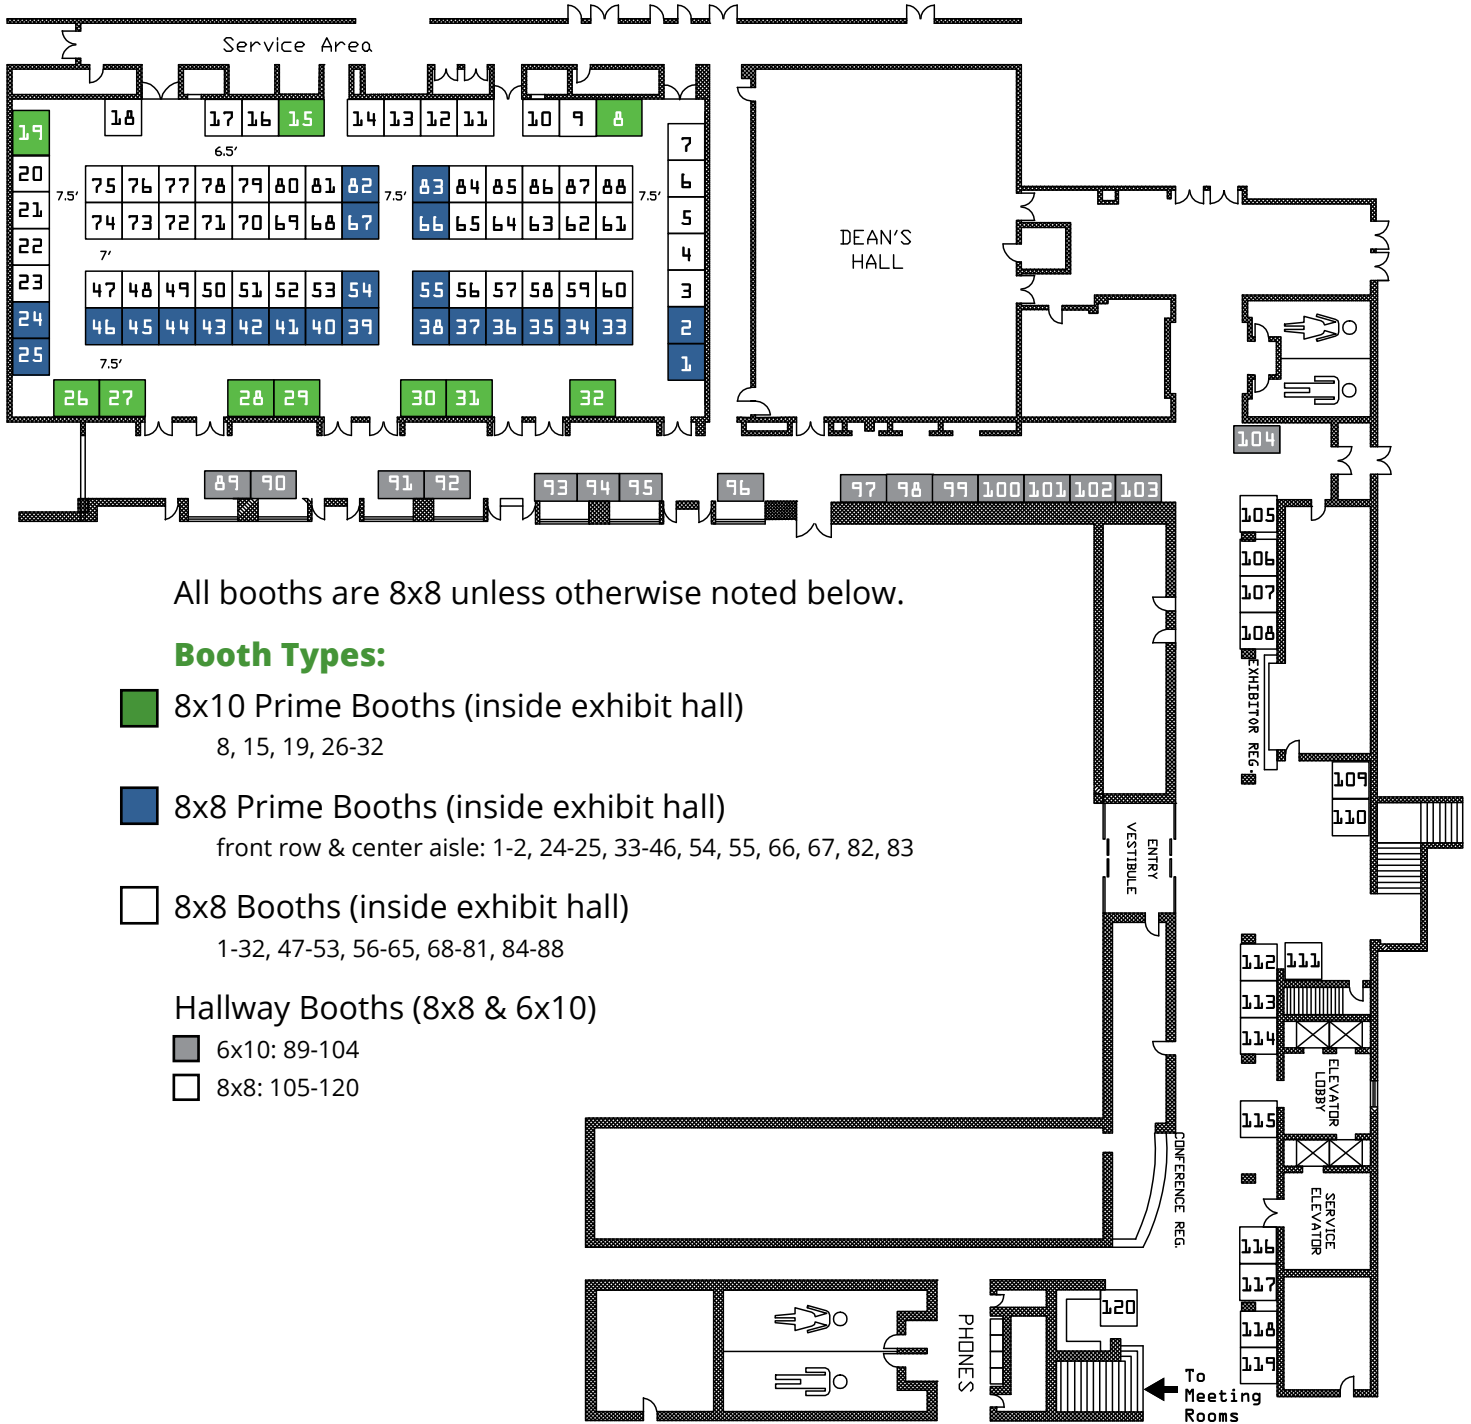 Service Area
18
17 16 15
14 13 12 11
10 9 8
19
20
21
22
23
24
25
6.5′
7.5′
7.5′
7.5′
75 76 77 78 79 80 81 82
83 84 85 86 87 88
74 73 72 71 70 69 68 67
66 65 64 63 62 61
7′
47 48 49 50 51 52 53 54
55 56 57 58 59 60
46 45 44 43 42 41 40 39
38 37 36 35 34 33
7.5′
7
6
5
4
3
2
1
26 27
28 29
30 31
32
DEAN'S
HALL
89 90
91 92
93 94 95
96
97 98 99 100 101 102 103
104
105
106
107
108
EXHIBITOR REG.
109
110
ENTRY
VESTIBULE
All booths are 8x8 unless otherwise noted below.
Booth Types:
8x10 Prime Booths (inside exhibit hall)
8, 15, 19, 26-32
8x8 Prime Booths (inside exhibit hall)
front row & center aisle: 1-2, 24-25, 33-46, 54, 55, 66, 67, 82, 83
8x8 Booths (inside exhibit hall)
1-32, 47-53, 56-65, 68-81, 84-88
Hallway Booths (8x8 & 6x10)
6x10: 89-104
8x8: 105-120
112 111
113
114
ELEVATOR
LOBBY
115
CONFERENCE REG.
SERVICE
ELEVATOR
116
117
118
119
120
PHONES
To
Meeting
Rooms